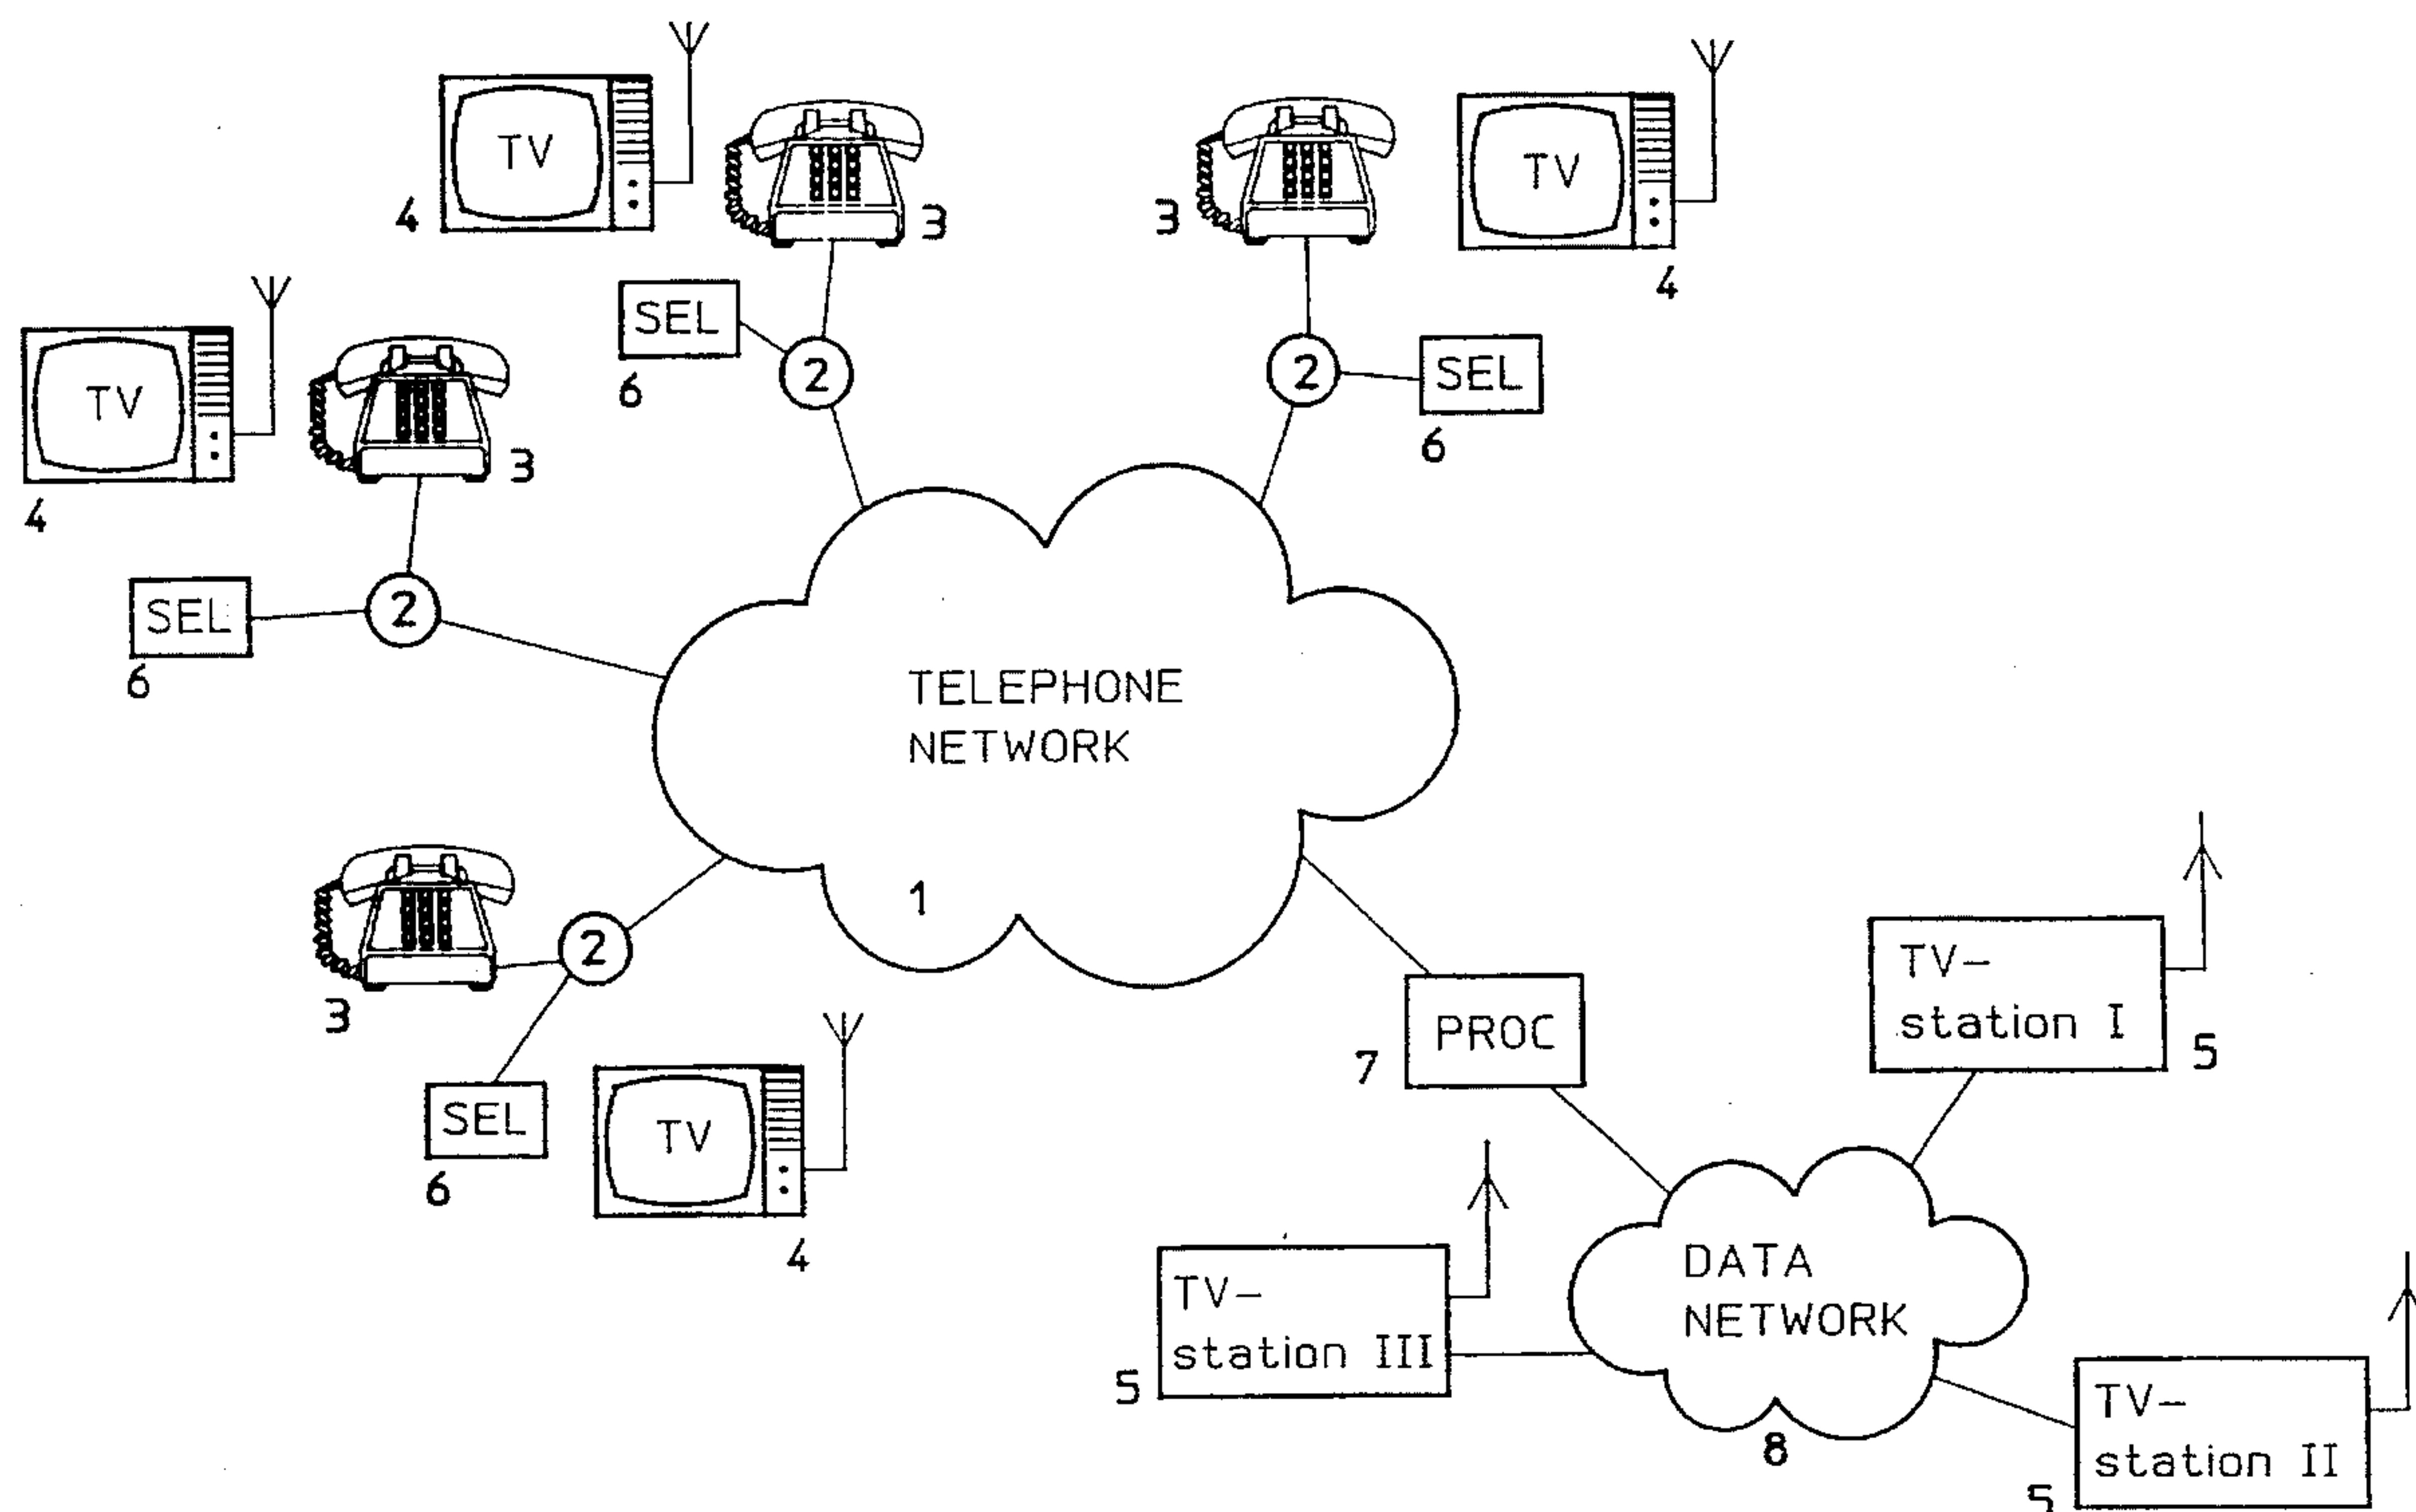 TV
4
3
3
TV
4
SEL
6
2
2
SEL
6
TV
4
3
SEL
6
2
TELEPHONE
NETWORK
1
3
2
SEL
6
TV
4
7
PROC
TV-
station I
5
TV-
station III
5
DATA
NETWORK
8
TV-
station II
5